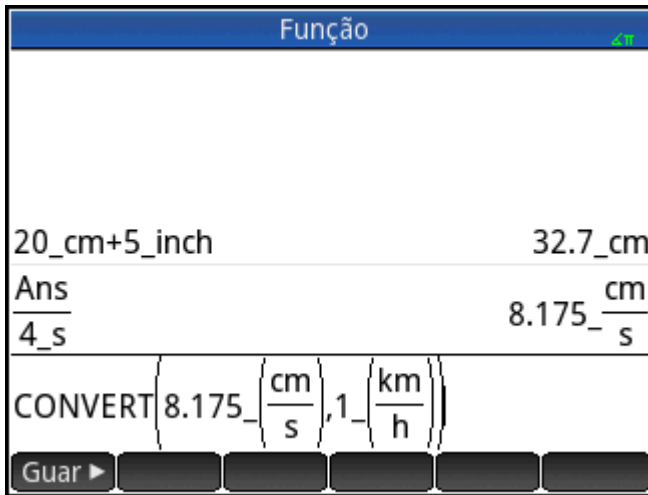 Função
∡π
20_cm+5_inch 32.7_cm
Ans
4_s
8.175_cm
s
CONVERT(8.175_(cm/s),1_(km/h))
Guar ►